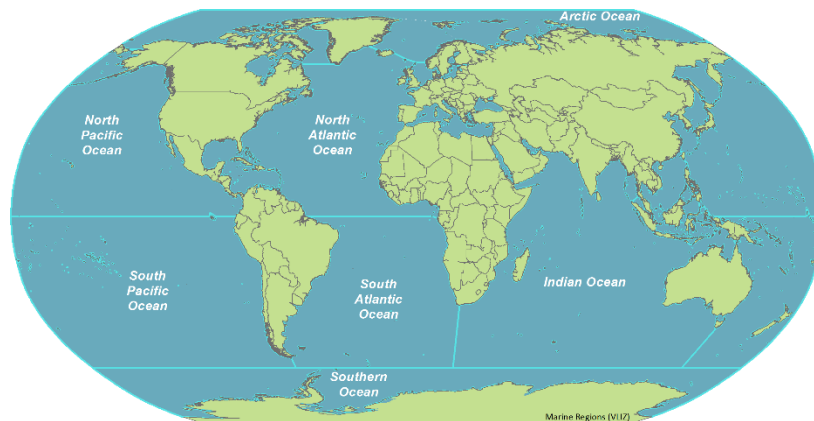 Arctic Ocean
North
Pacific
Ocean
North
Atlantic
Ocean
South
Pacific
Ocean
South
Atlantic
Ocean
Indian Ocean
Southern
Ocean
Marine Regions (VLIZ)